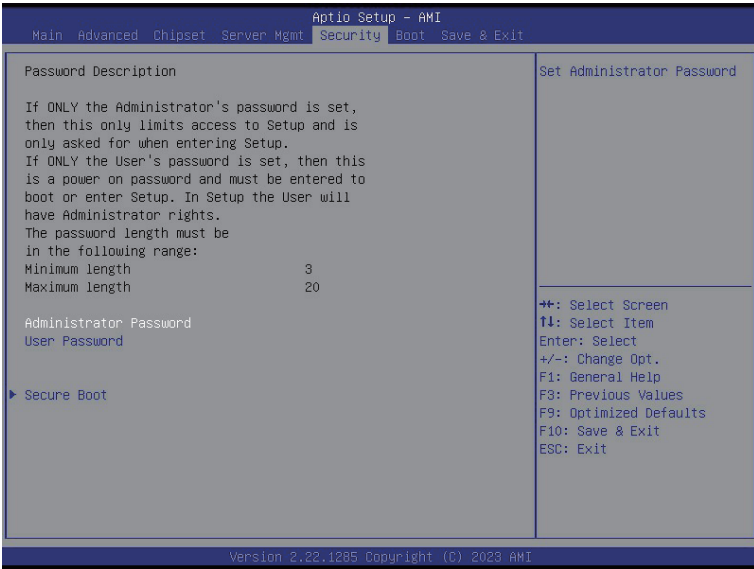 Aptio Setup - AMI
Main Advanced Chipset Server Mgmt Security Boot Save & Exit
Password Description
If ONLY the Administrator's password is set,
then this only limits access to Setup and is
only asked for when entering Setup.
If ONLY the User's password is set, then this
is a power on password and must be entered to
boot or enter Setup. In Setup the User will
have Administrator rights.
The password length must be
in the following range:
Minimum length 3
Maximum length 20
Administrator Password
User Password
Secure Boot
Set Administrator Password
→←: Select Screen
↑↓: Select Item
Enter: Select
+/-: Change Opt.
F1: General Help
F3: Previous Values
F9: Optimized Defaults
F10: Save & Exit
ESC: Exit
Version 2.22.1285 Copyright (C) 2023 AMI